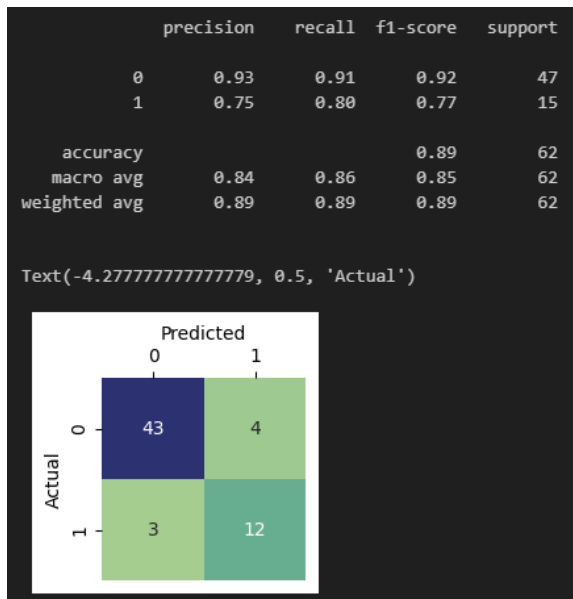 precision recall f1-score support
0 0.93 0.91 0.92 47
1 0.75 0.80 0.77 15
accuracy 0.89 62
macro avg 0.84 0.86 0.85 62
weighted avg 0.89 0.89 0.89 62
Text(-4.277777777777779, 0.5, 'Actual')
Predicted
0 1
Actual
0 43 4
1 3 12